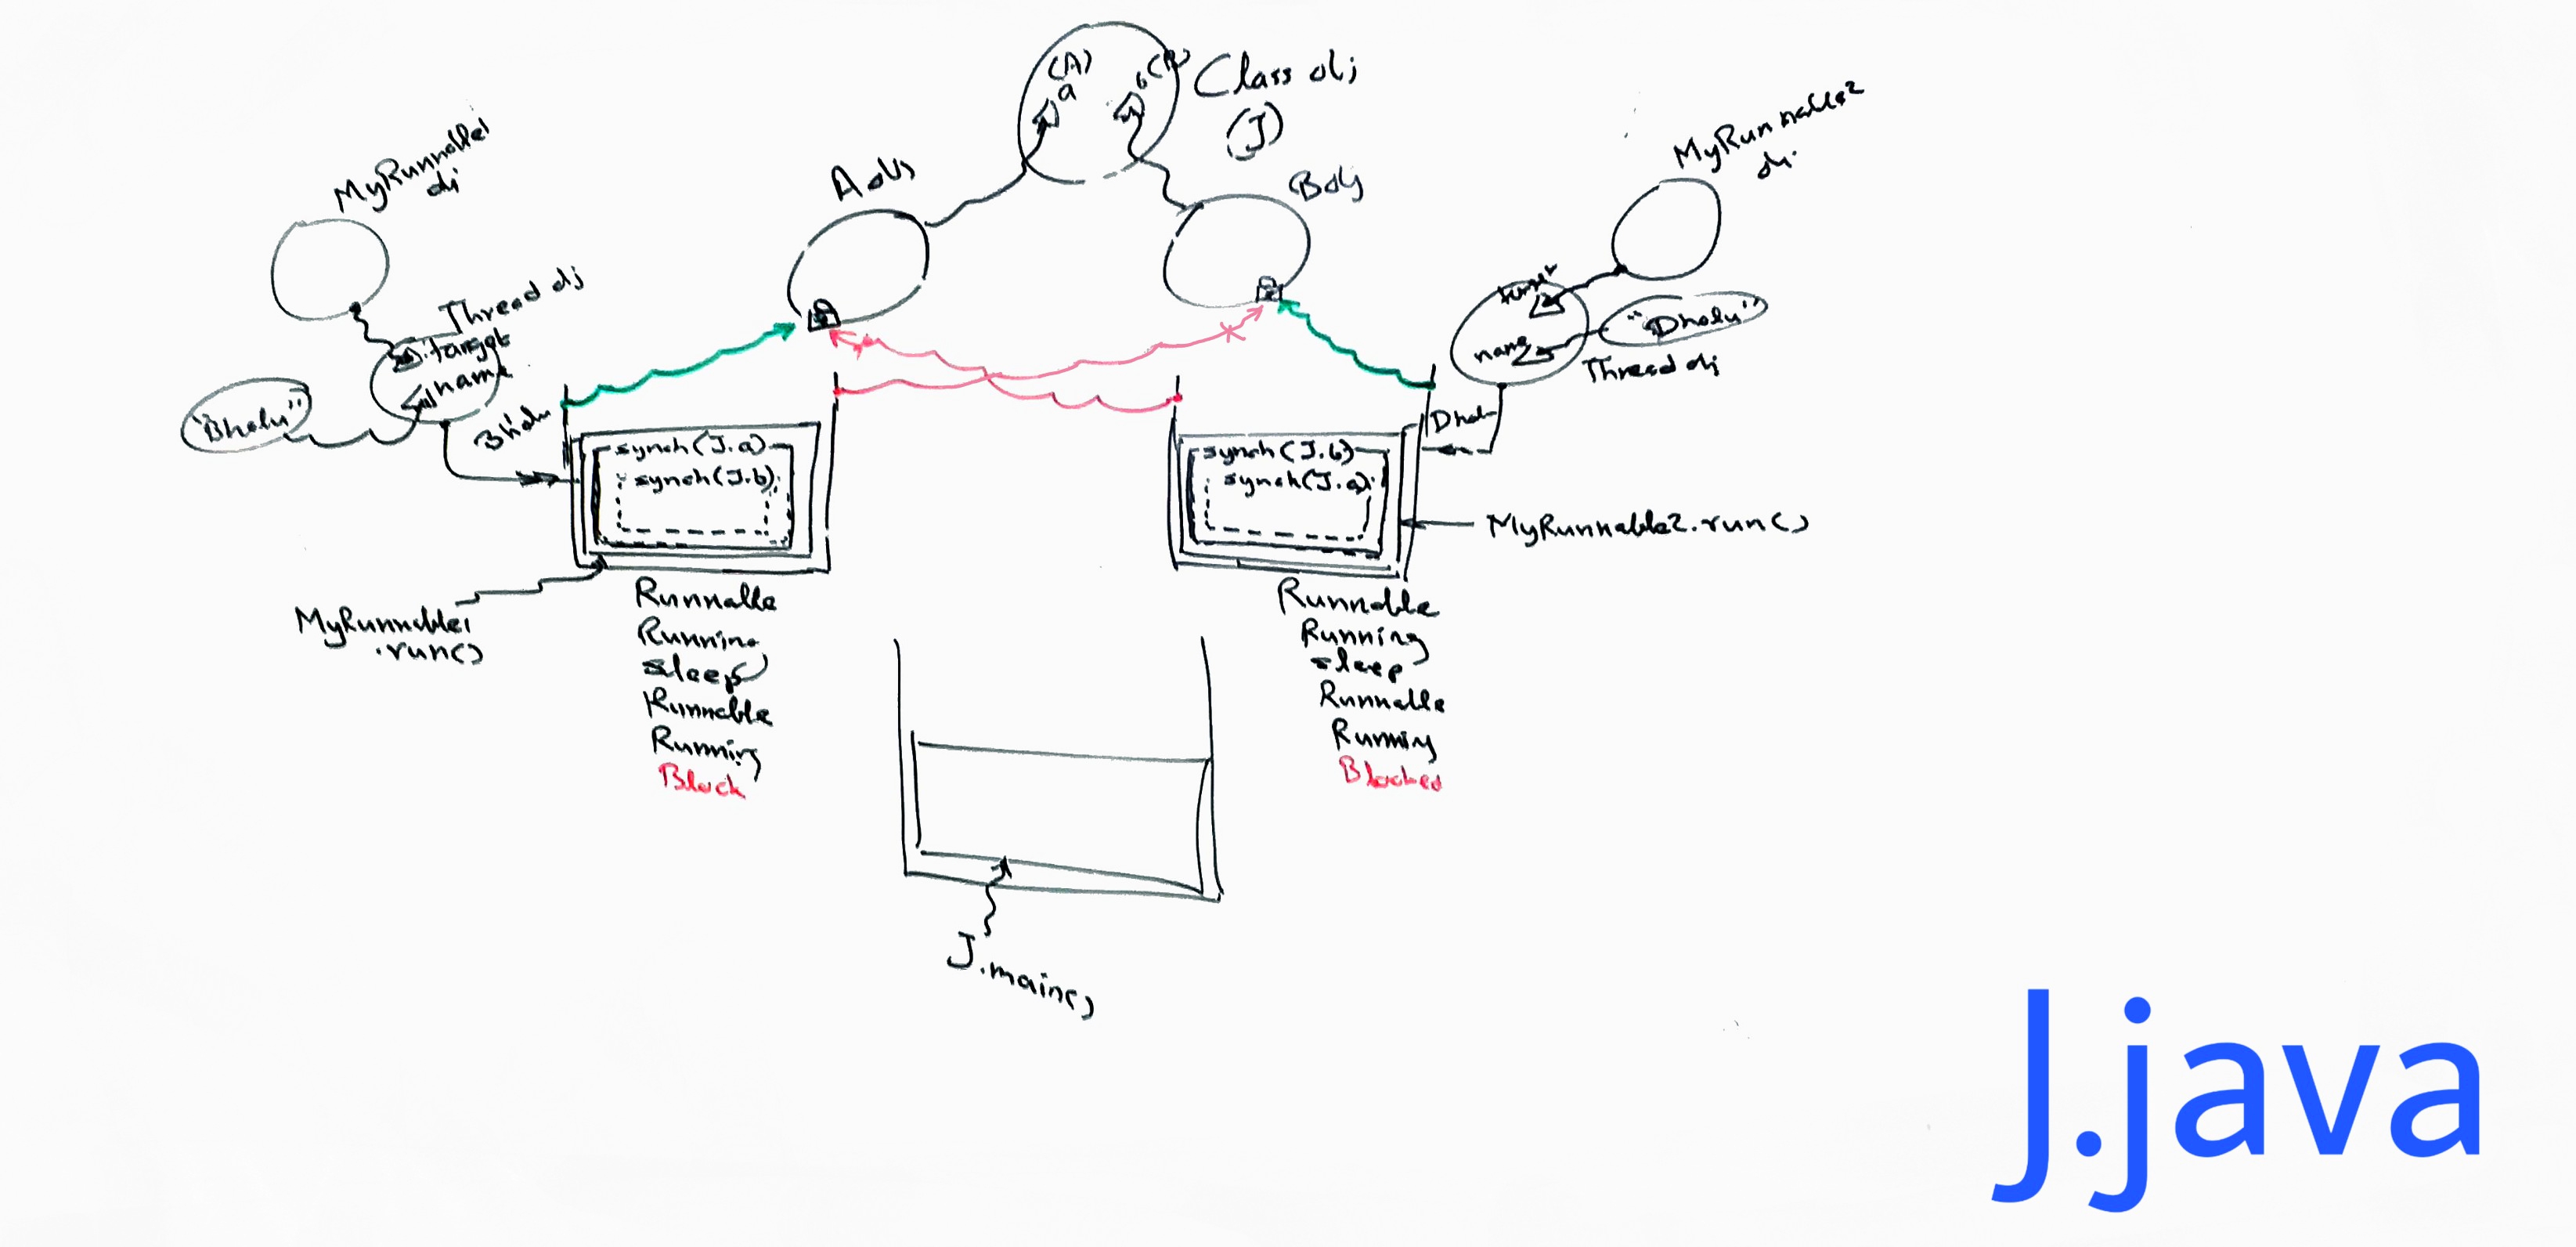 (A)
a
b
(B)
Class obj
(J)
A obj
B obj
MyRunnable1
obj
MyRunnable2
obj
Thread obj
target
name
"Bholu"
Bholu
target
name
"Dholu"
Thread obj
Dholu
synch(J.a)
synch(J.b)
synch(J.b)
synch(J.a)
MyRunnable1
.run()
MyRunnable2.run()
Runnable
Running
sleep
Runnable
Running
Block
Runnable
Running
sleep
Runnable
Running
Blocked
J.main()
J.java